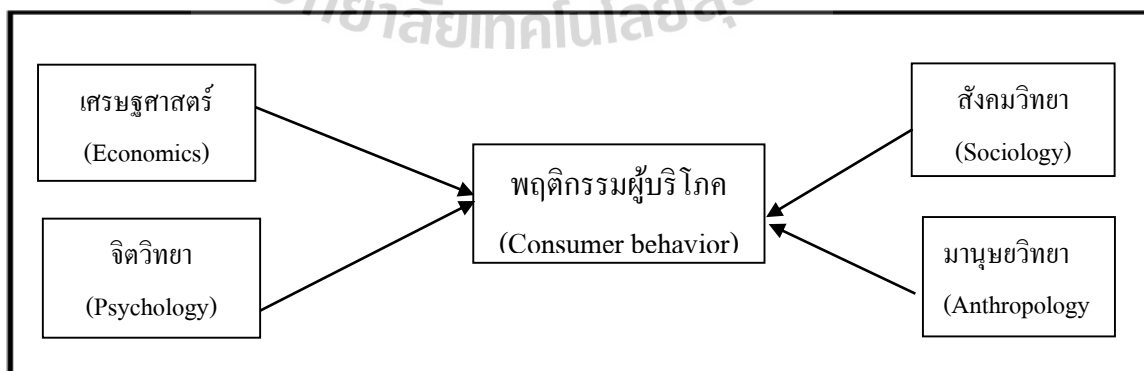 เศรษฐศาสตร์
(Economics)
จิตวิทยา
(Psychology)
พฤติกรรมผู้บริโภค
(Consumer behavior)
สังคมวิทยา
(Sociology)
มานุษยวิทยา
(Anthropology